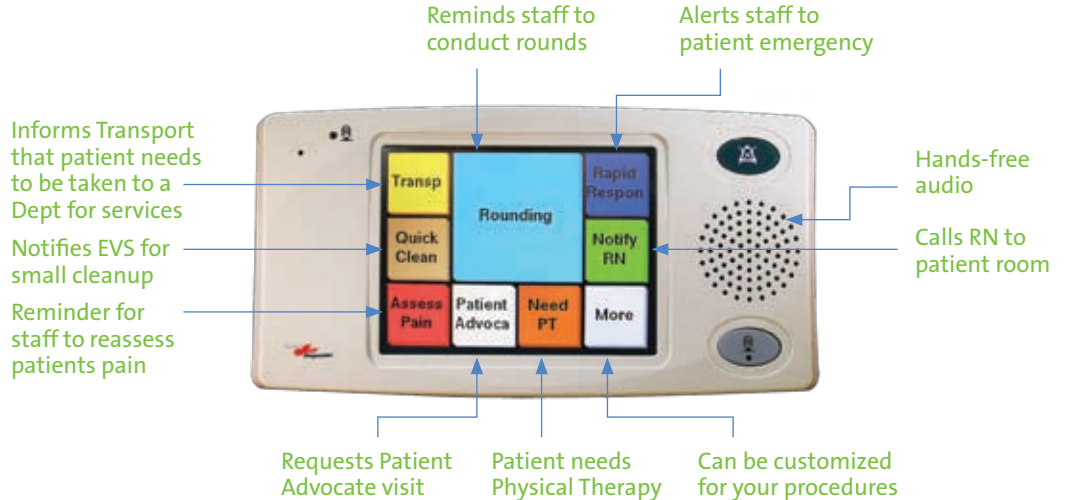 Reminds staff to
conduct rounds
Alerts staff to
patient emergency
Informs Transport
that patient needs
to be taken to a
Dept for services
Notifies EVS for
small cleanup
Reminder for
staff to reassess
patients pain
Transp
Rounding
Rapid
Respon
Quick
Clean
Notify
RN
Assess
Pain
Patient
Advoca
Need
PT
More
Hands-free
audio
Calls RN to
patient room
Requests Patient
Advocate visit
Patient needs
Physical Therapy
Can be customized
for your procedures